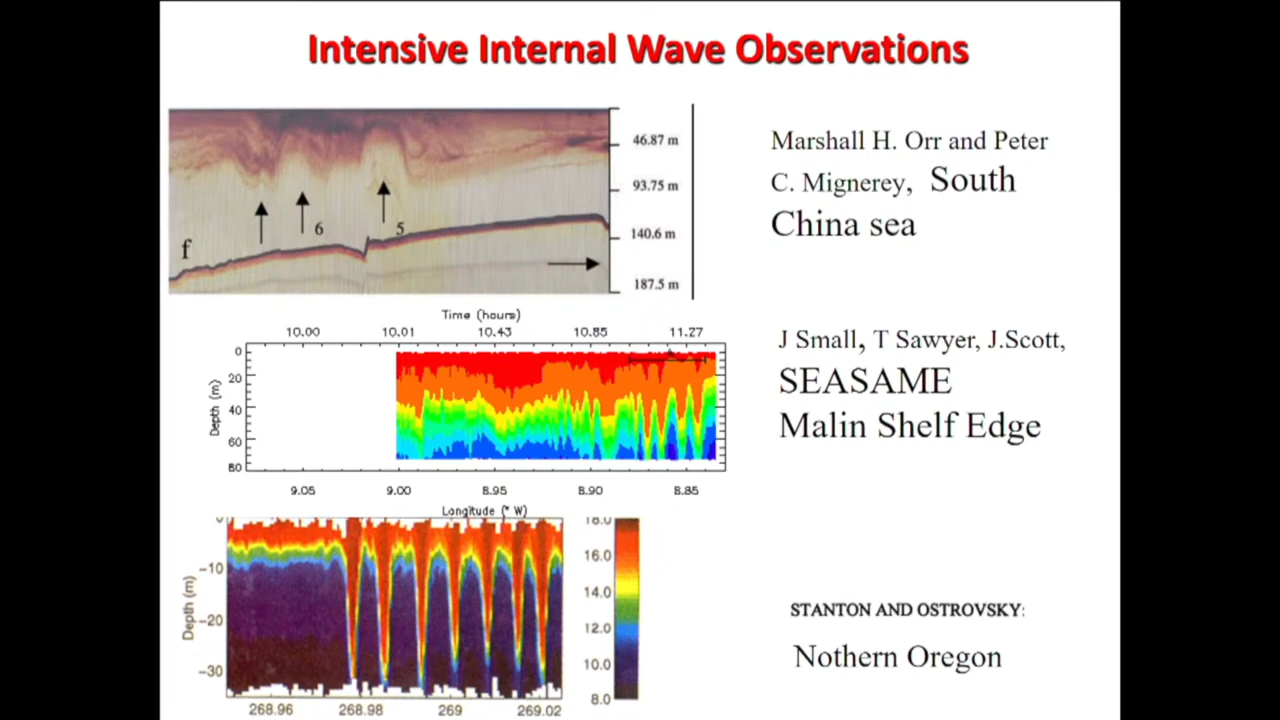 Intensive Internal Wave Observations
46.87 m
93.75 m
140.6 m
187.5 m
f
6
5
Marshall H. Orr and Peter
C. Mignerey, South
China sea
Time (hours)
10.00 10.01 10.43 10.85 11.27
Depth (m)
0
20
40
60
80
9.05 9.00 8.95 8.90 8.85
Longitude (° W)
J Small, T Sawyer, J.Scott,
SEASAME
Malin Shelf Edge
Depth (m)
0
-10
-20
-30
268.96 268.98 269 269.02
18.0
16.0
14.0
12.0
10.0
8.0
STANTON AND OSTROVSKY:
Nothern Oregon